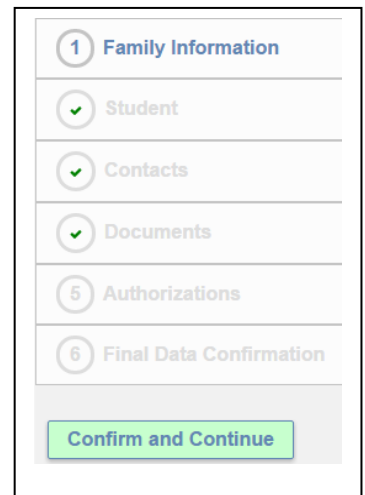 1 Family Information
Student
Contacts
Documents
5 Authorizations
6 Final Data Confirmation
Confirm and Continue